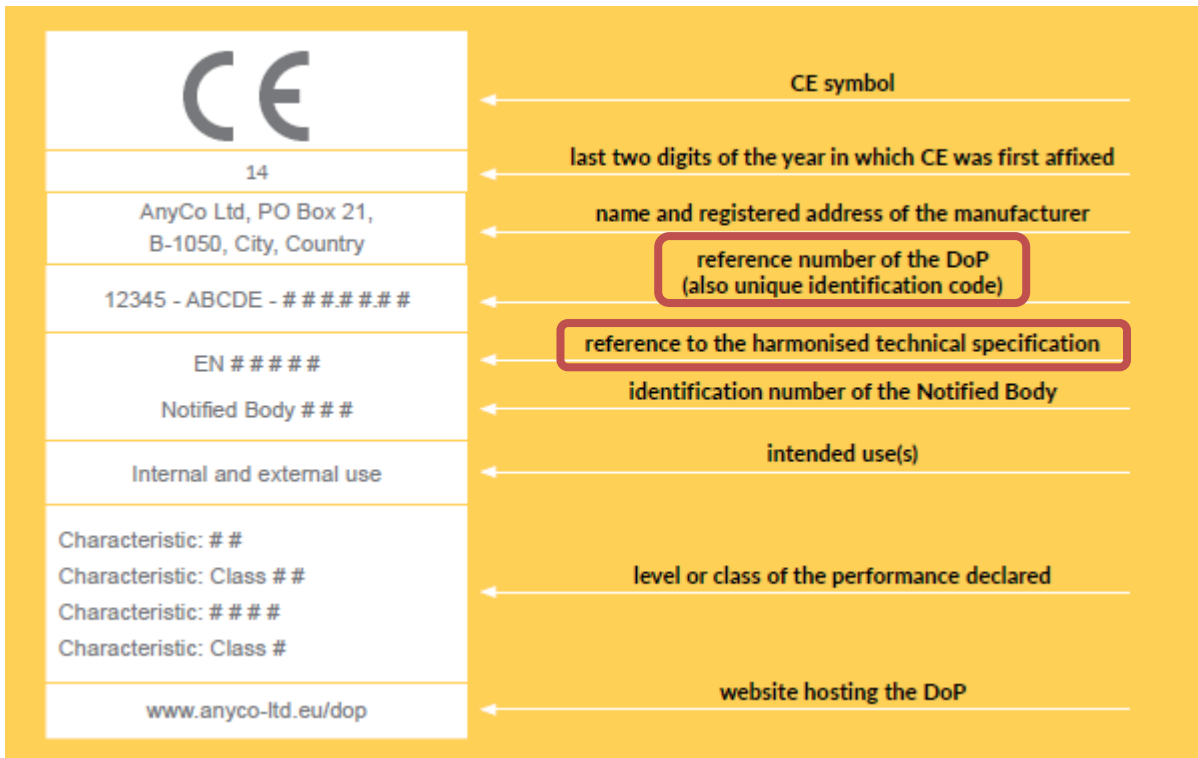 CE
CE symbol
14
last two digits of the year in which CE was first affixed
AnyCo Ltd, PO Box 21,
B-1050, City, Country
name and registered address of the manufacturer
12345 - ABCDE - # # #.# #.# #
reference number of the DoP
(also unique identification code)
EN # # # # #
reference to the harmonised technical specification
Notified Body # # #
identification number of the Notified Body
Internal and external use
intended use(s)
Characteristic: # #
Characteristic: Class # #
Characteristic: # # # #
Characteristic: Class #
level or class of the performance declared
www.anyco-ltd.eu/dop
website hosting the DoP